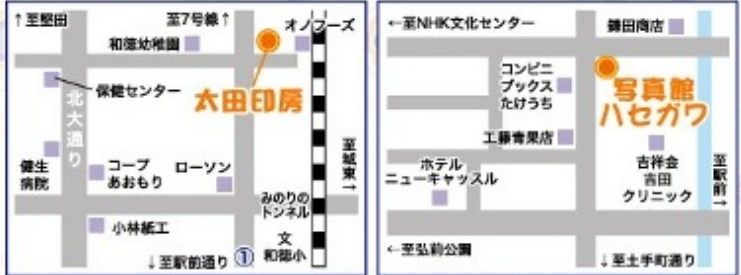 ↑至堅田
至7号線↑
オノフーズ
和徳幼稚園
保健センター
太田印房
北大通り
至城東→
健生
病院
コープ
あおもり
ローソン
みのりの
トンネル
小林紙工
文
和徳小
↓至駅前通り
①
←至NHK文化センター
鎌田商店
コンビニ
ブックス
たけうち
写真館
ハセガワ
工藤青果店
ホテル
ニューキャッスル
吉祥会
吉田
クリニック
至駅前→
←至弘前公園
↓至土手町通り